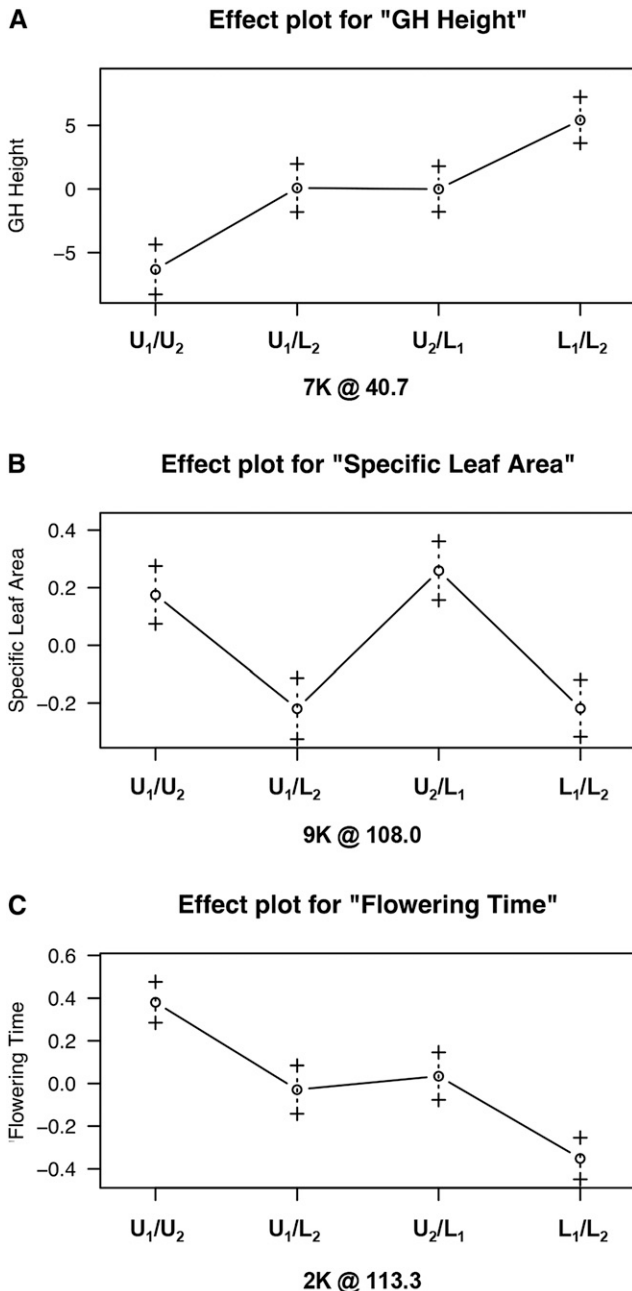 A Effect plot for "GH Height"
GH Height
5
0
−5
U₁/U₂ U₁/L₂ U₂/L₁ L₁/L₂
7K @ 40.7
B Effect plot for "Specific Leaf Area"
Specific Leaf Area
0.4
0.2
0.0
−0.2
U₁/U₂ U₁/L₂ U₂/L₁ L₁/L₂
9K @ 108.0
C Effect plot for "Flowering Time"
Flowering Time
0.6
0.4
0.2
0.0
−0.2
−0.4
U₁/U₂ U₁/L₂ U₂/L₁ L₁/L₂
2K @ 113.3